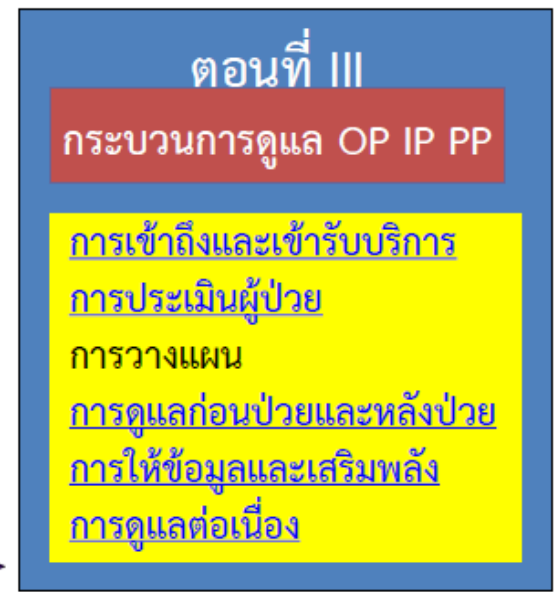 ตอนที่ III
กระบวนการดูแล OP IP PP
การเข้าถึงและเข้ารับบริการ
การประเมินผู้ป่วย
การวางแผน
การดูแลก่อนป่วยและหลังป่วย
การให้ข้อมูลและเสริมพลัง
การดูแลต่อเนื่อง